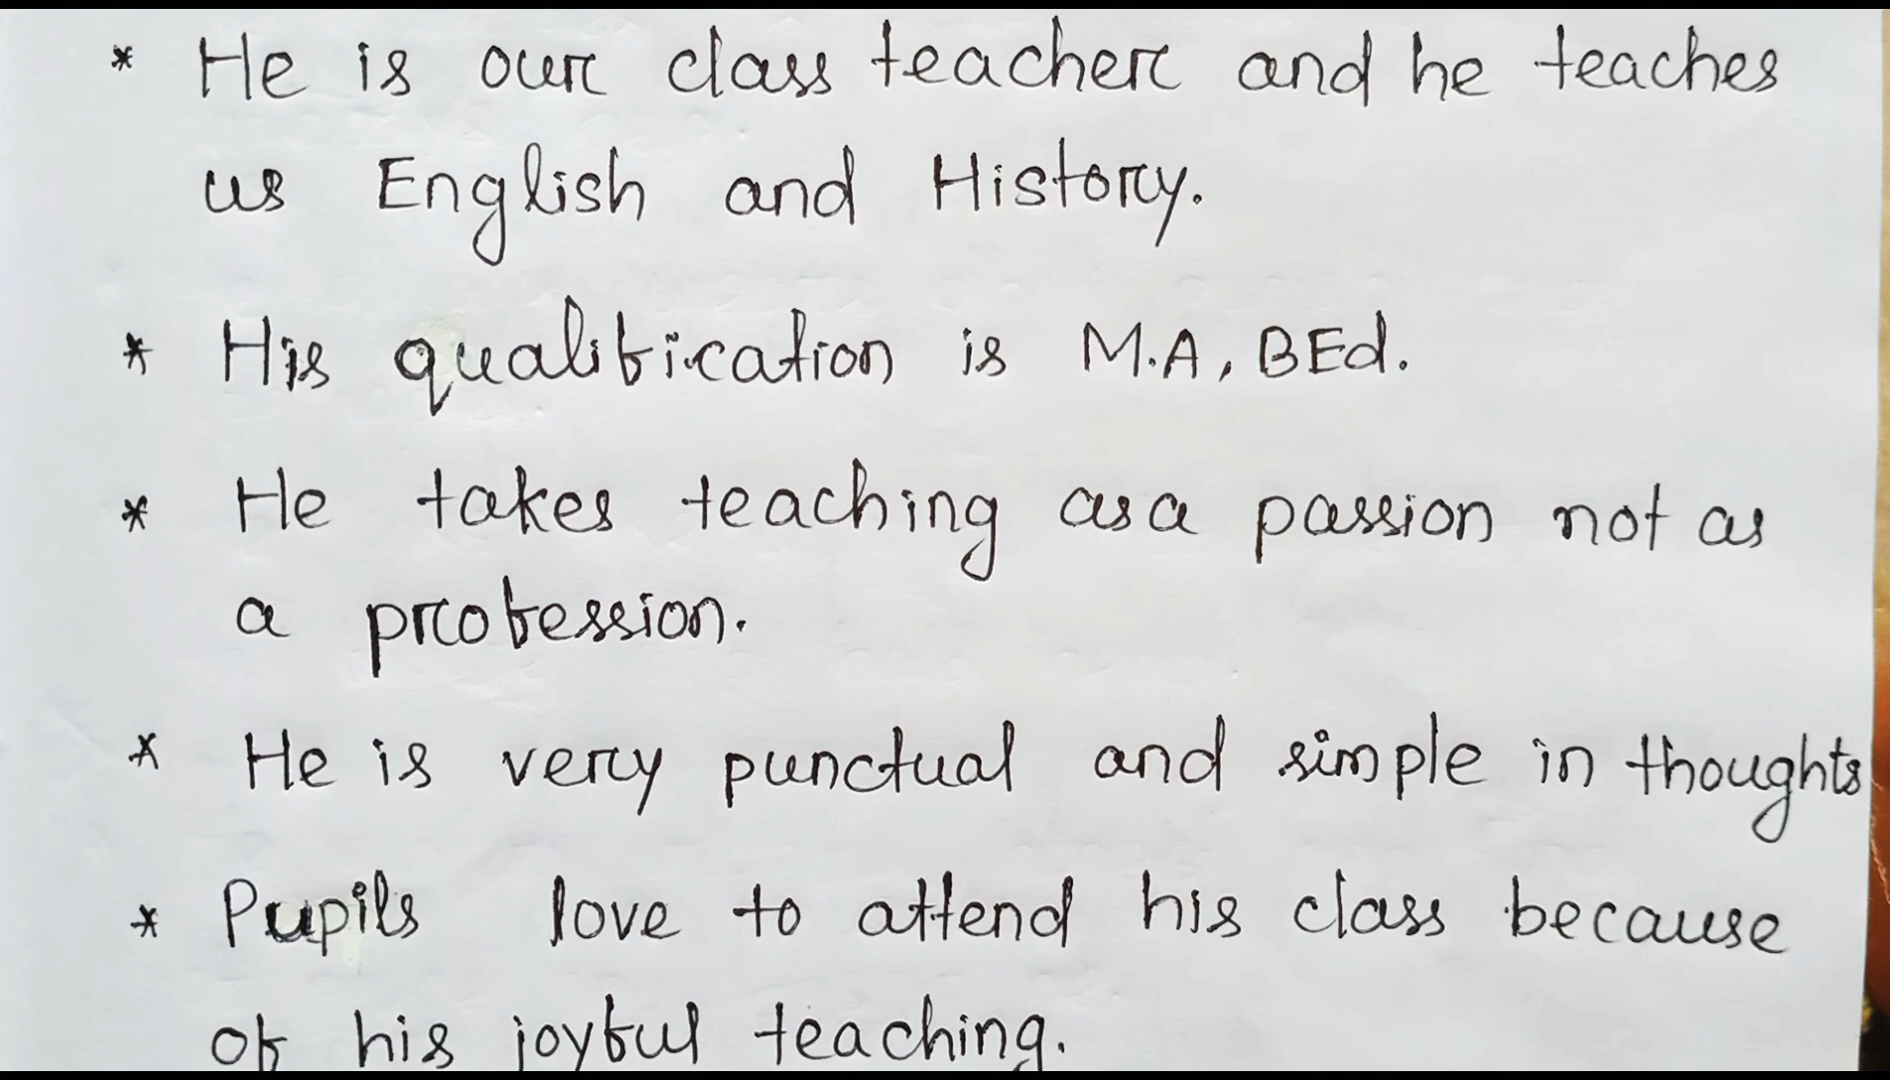 * He is our class teacher and he teaches
us English and History.
* His qualification is M.A, BEd.
* He takes teaching as a passion not as
a profession.
* He is very punctual and simple in thoughts
* Pupils love to attend his class because
of his joyful teaching.